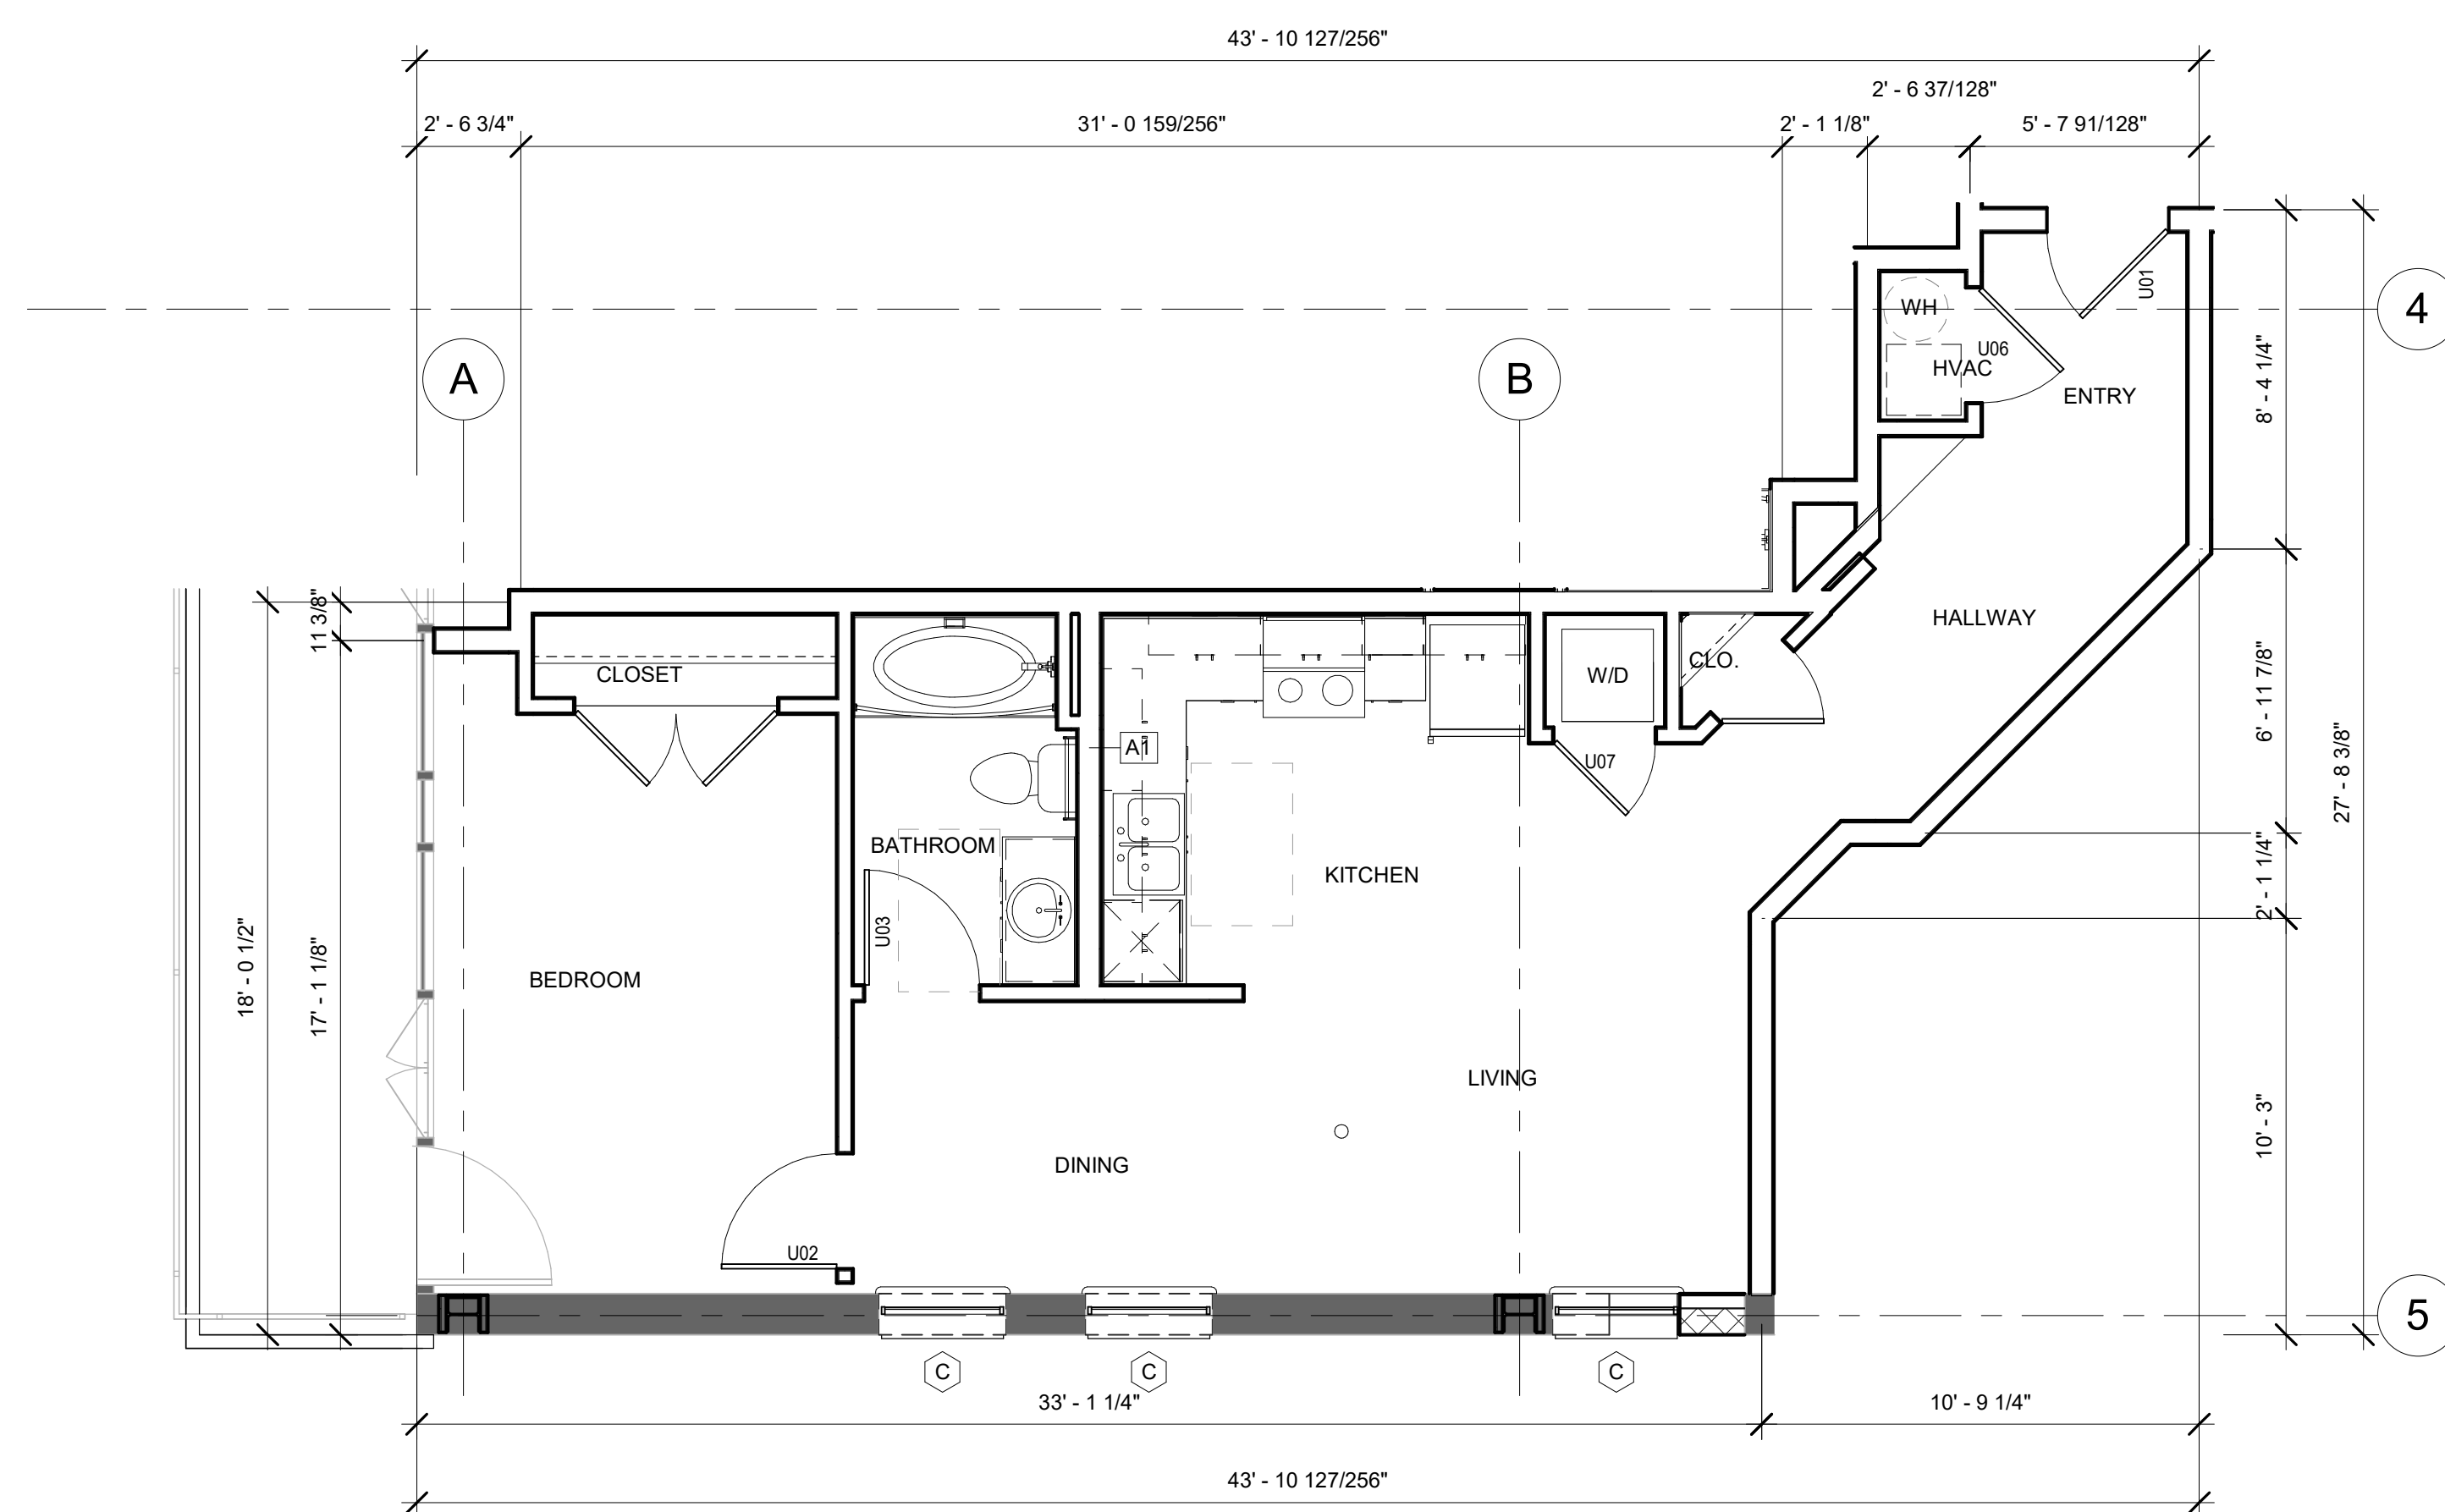 43' - 10 127/256"
2' - 6 37/128"
2' - 6 3/4"
31' - 0 159/256"
2' - 1 1/8"
5' - 7 91/128"
U01
WH
4
A
B
U06
HVAC
ENTRY
8' - 4 1/4"
11 3/8"
HALLWAY
CLOSET
W/D
CLO.
6' - 11 7/8"
A1
U07
27' - 8 3/8"
BATHROOM
KITCHEN
2' - 1 1/4"
U03
18' - 0 1/2"
17' - 1 1/8"
BEDROOM
LIVING
10' - 3"
DINING
U02
5
C
C
C
33' - 1 1/4"
10' - 9 1/4"
43' - 10 127/256"